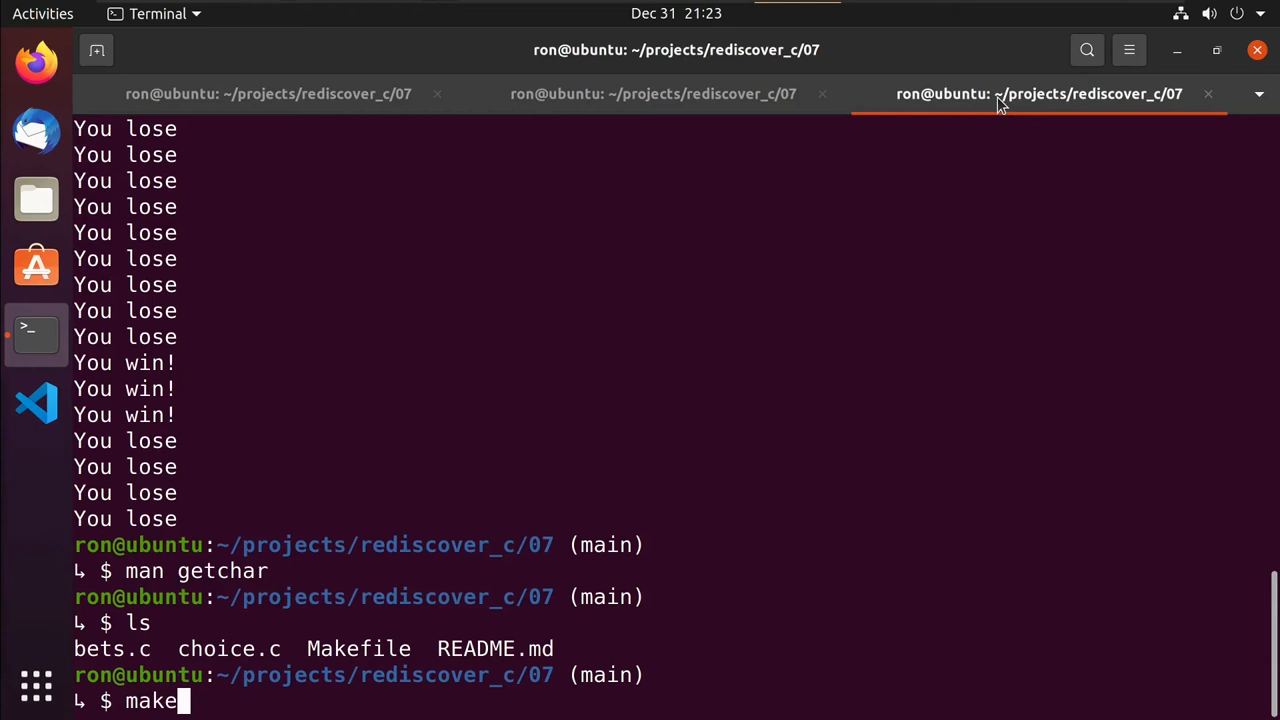 Activities
Terminal
Dec 31 21:23
ron@ubuntu: ~/projects/rediscover_c/07
ron@ubuntu: ~/projects/rediscover_c/07
ron@ubuntu: ~/projects/rediscover_c/07
ron@ubuntu: ~/projects/rediscover_c/07
You lose
You lose
You lose
You lose
You lose
You lose
You lose
You lose
You lose
You win!
You win!
You win!
You lose
You lose
You lose
You lose
ron@ubuntu:~/projects/rediscover_c/07 (main)
↳ $ man getchar
ron@ubuntu:~/projects/rediscover_c/07 (main)
↳ $ ls
bets.c  choice.c  Makefile  README.md
ron@ubuntu:~/projects/rediscover_c/07 (main)
↳ $ make